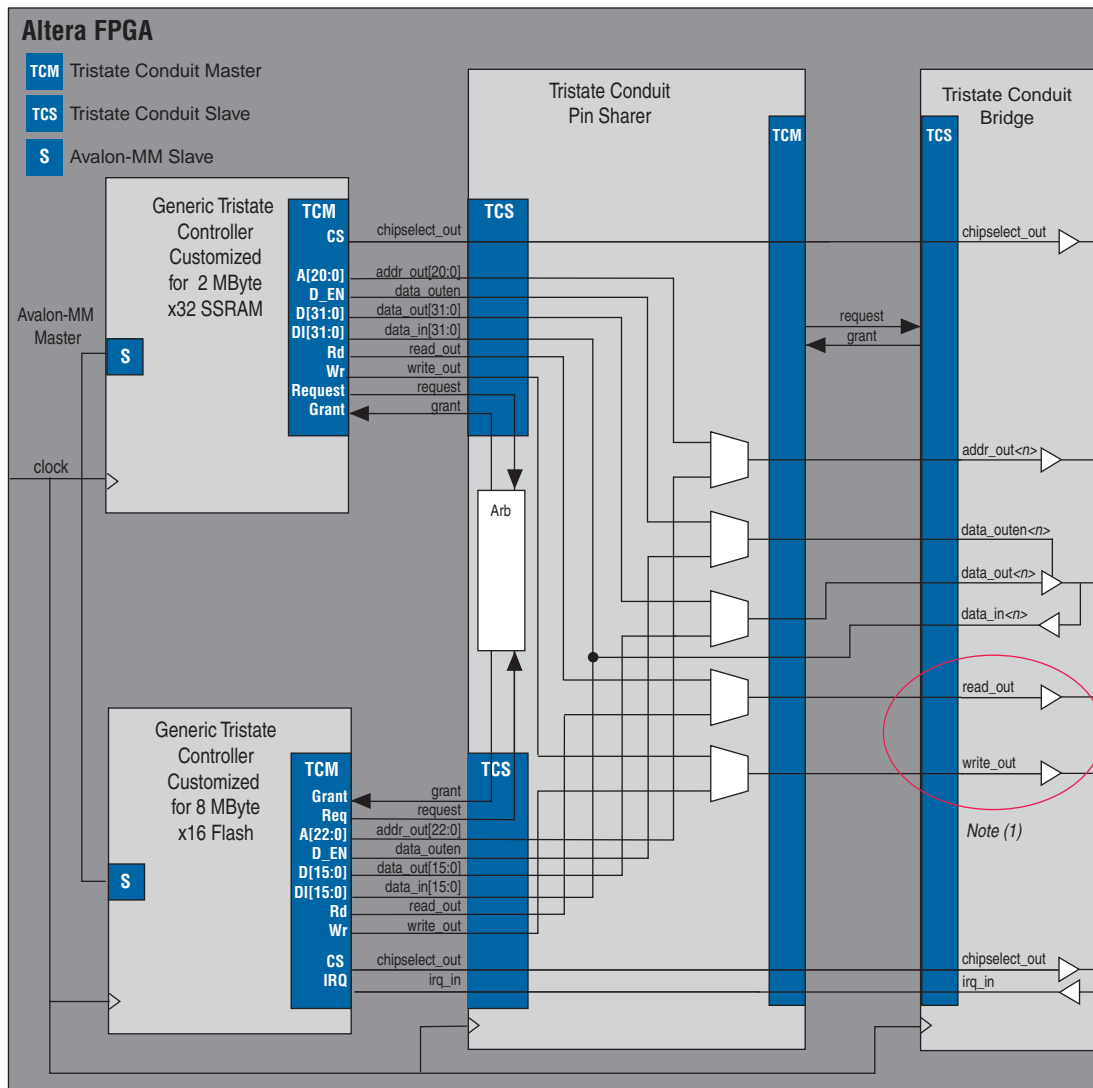 Altera FPGA
TCM Tristate Conduit Master
TCS Tristate Conduit Slave
S Avalon-MM Slave
Generic Tristate
Controller
Customized
for 2 MByte
x32 SSRAM
Avalon-MM
Master
S
clock
TCM
CS
A[20:0]
D_EN
D[31:0]
DI[31:0]
Rd
Wr
Request
Grant
chipselect_out
addr_out[20:0]
data_outen
data_out[31:0]
data_in[31:0]
read_out
write_out
request
grant
Tristate Conduit
Pin Sharer
TCS
TCM
Arb
TCS
request
grant
Tristate Conduit
Bridge
TCS
chipselect_out
addr_out<n>
data_outen<n>
data_out<n>
data_in<n>
read_out
write_out
Note (1)
chipselect_out
irq_in
Generic Tristate
Controller
Customized
for 8 MByte
x16 Flash
S
TCM
Grant
Req
A[22:0]
D_EN
D[15:0]
DI[15:0]
Rd
Wr
CS
IRQ
grant
request
addr_out[22:0]
data_outen
data_out[15:0]
data_in[15:0]
read_out
write_out
chipselect_out
irq_in